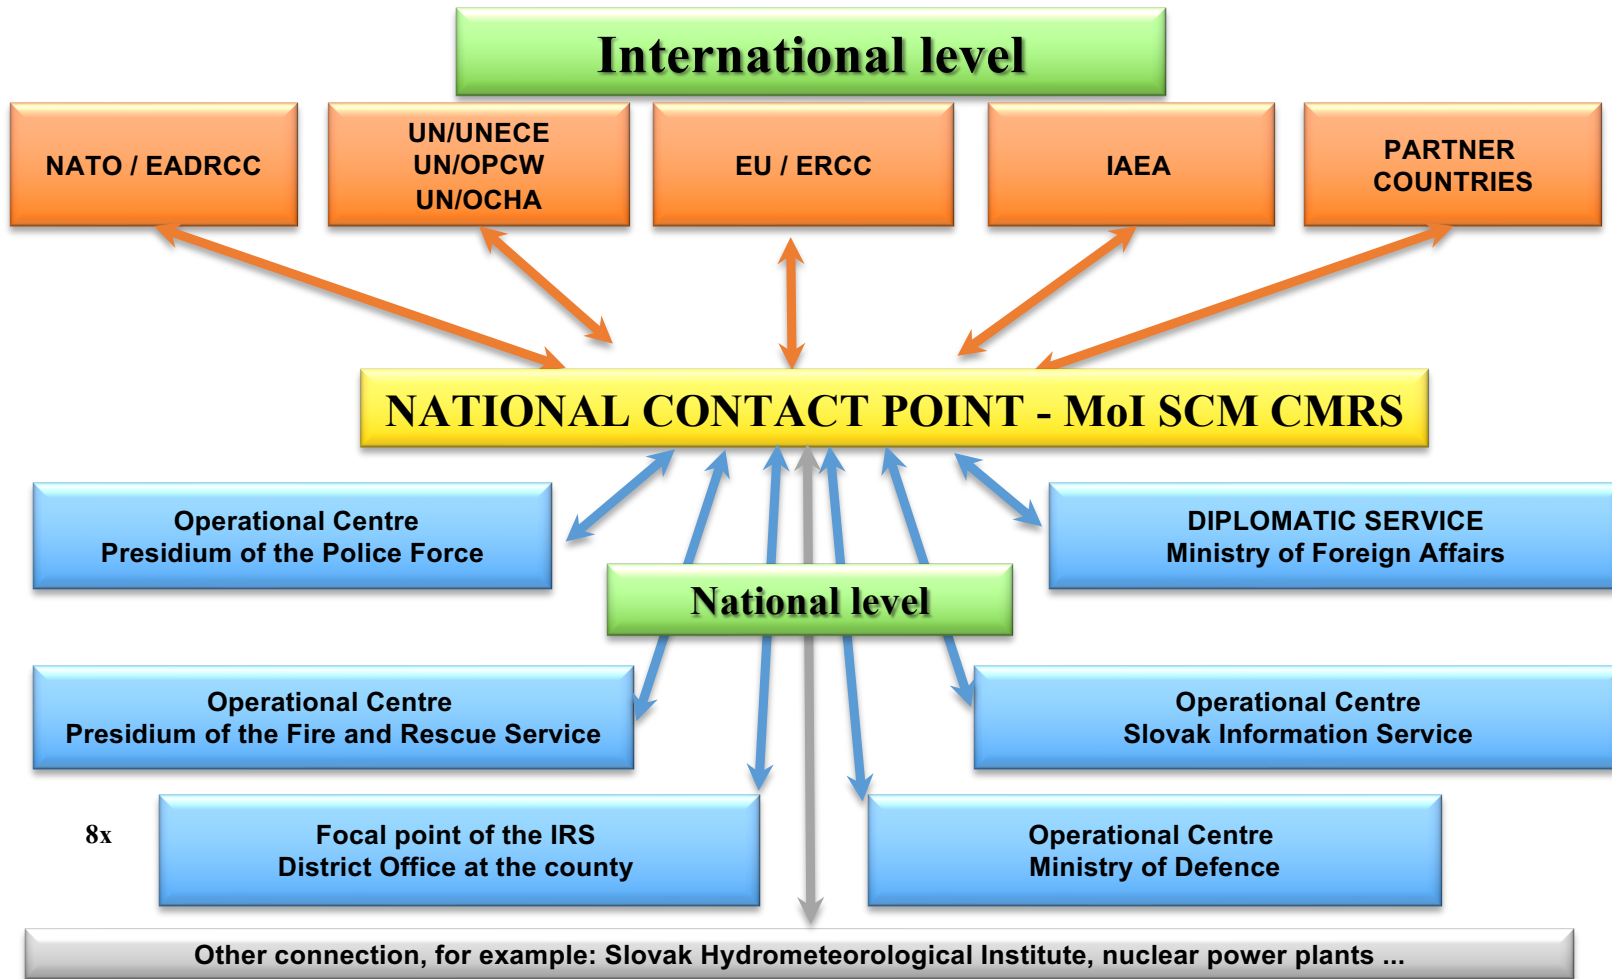 International level
NATO / EADRCC
UN/UNECE
UN/OPCW
UN/OCHA
EU / ERCC
IAEA
PARTNER
COUNTRIES
NATIONAL CONTACT POINT - MoI SCM CMRS
Operational Centre
Presidium of the Police Force
DIPLOMATIC SERVICE
Ministry of Foreign Affairs
National level
Operational Centre
Presidium of the Fire and Rescue Service
Operational Centre
Slovak Information Service
8x
Focal point of the IRS
District Office at the county
Operational Centre
Ministry of Defence
Other connection, for example: Slovak Hydrometeorological Institute, nuclear power plants ...